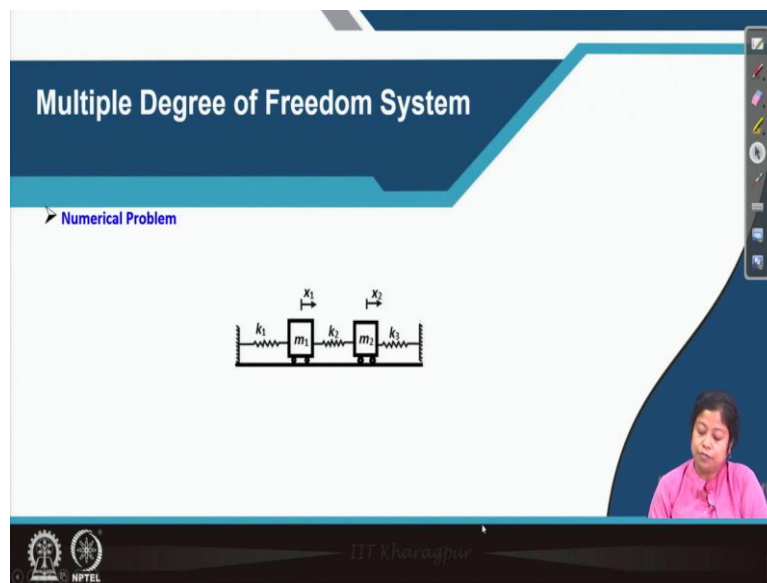 Multiple Degree of Freedom System
Numerical Problem
x1 x2
k1 m1 k2 m2 k3
IIT Kharagpur
NPTEL